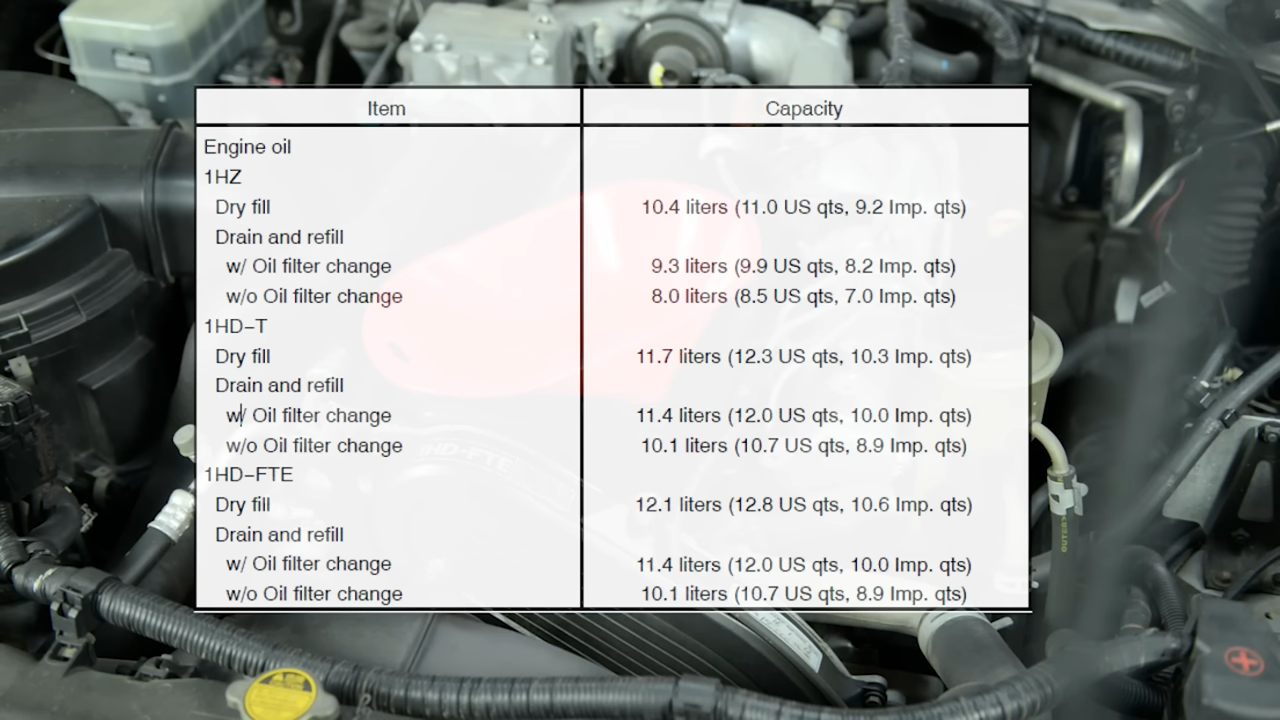 Item Capacity
Engine oil
1HZ
Dry fill 10.4 liters (11.0 US qts, 9.2 Imp. qts)
Drain and refill
w/ Oil filter change 9.3 liters (9.9 US qts, 8.2 Imp. qts)
w/o Oil filter change 8.0 liters (8.5 US qts, 7.0 Imp. qts)
1HD–T
Dry fill 11.7 liters (12.3 US qts, 10.3 Imp. qts)
Drain and refill
w/ Oil filter change 11.4 liters (12.0 US qts, 10.0 Imp. qts)
w/o Oil filter change 10.1 liters (10.7 US qts, 8.9 Imp. qts)
1HD-FTE
1HD–FTE
Dry fill 12.1 liters (12.8 US qts, 10.6 Imp. qts)
Drain and refill
w/ Oil filter change 11.4 liters (12.0 US qts, 10.0 Imp. qts)
w/o Oil filter change 10.1 liters (10.7 US qts, 8.9 Imp. qts)
OUTER